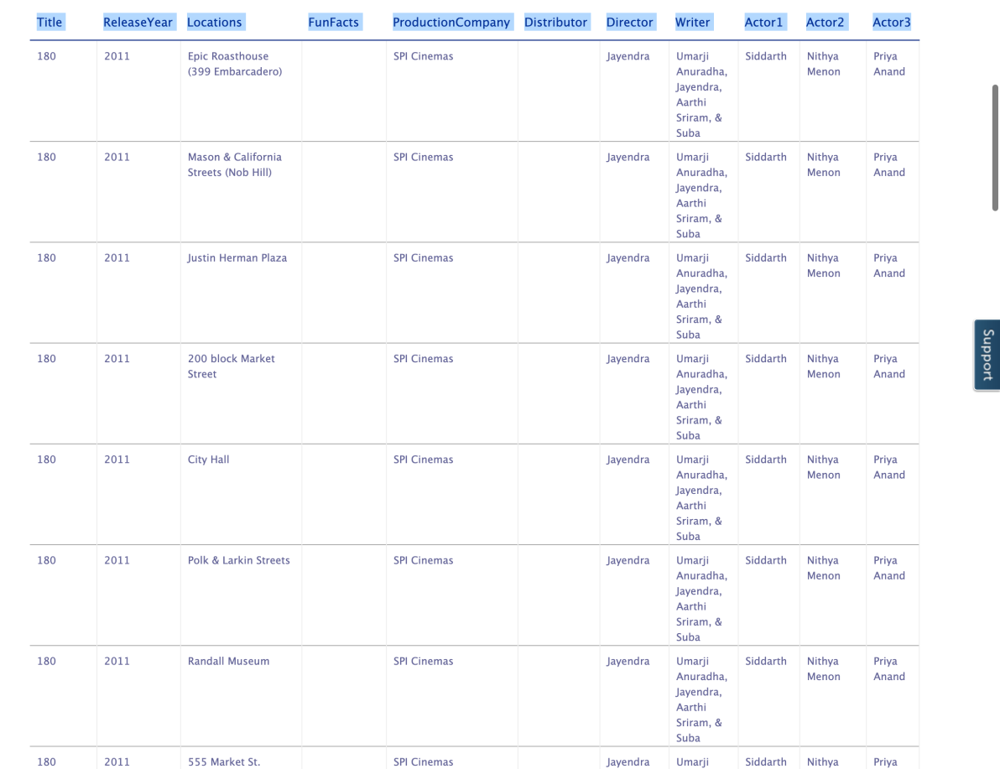 Title ReleaseYear Locations FunFacts ProductionCompany Distributor Director Writer Actor1 Actor2 Actor3
180 2011 Epic Roasthouse SPI Cinemas Jayendra Umarji Siddarth Nithya Priya
(399 Embarcadero) Anuradha, Menon Anand
Jayendra,
Aarthi
Sriram, &
Suba
180 2011 Mason & California SPI Cinemas Jayendra Umarji Siddarth Nithya Priya
Streets (Nob Hill) Anuradha, Menon Anand
Jayendra,
Aarthi
Sriram, &
Suba
180 2011 Justin Herman Plaza SPI Cinemas Jayendra Umarji Siddarth Nithya Priya
Anuradha, Menon Anand
Jayendra,
Aarthi
Sriram, &
Suba
180 2011 200 block Market SPI Cinemas Jayendra Umarji Siddarth Nithya Priya
Street Anuradha, Menon Anand
Jayendra,
Aarthi
Sriram, &
Suba
180 2011 City Hall SPI Cinemas Jayendra Umarji Siddarth Nithya Priya
Anuradha, Menon Anand
Jayendra,
Aarthi
Sriram, &
Suba
180 2011 Polk & Larkin Streets SPI Cinemas Jayendra Umarji Siddarth Nithya Priya
Anuradha, Menon Anand
Jayendra,
Aarthi
Sriram, &
Suba
180 2011 Randall Museum SPI Cinemas Jayendra Umarji Siddarth Nithya Priya
Anuradha, Menon Anand
Jayendra,
Aarthi
Sriram, &
Suba
180 2011 555 Market St. SPI Cinemas Jayendra Umarji Siddarth Nithya Priya
Support